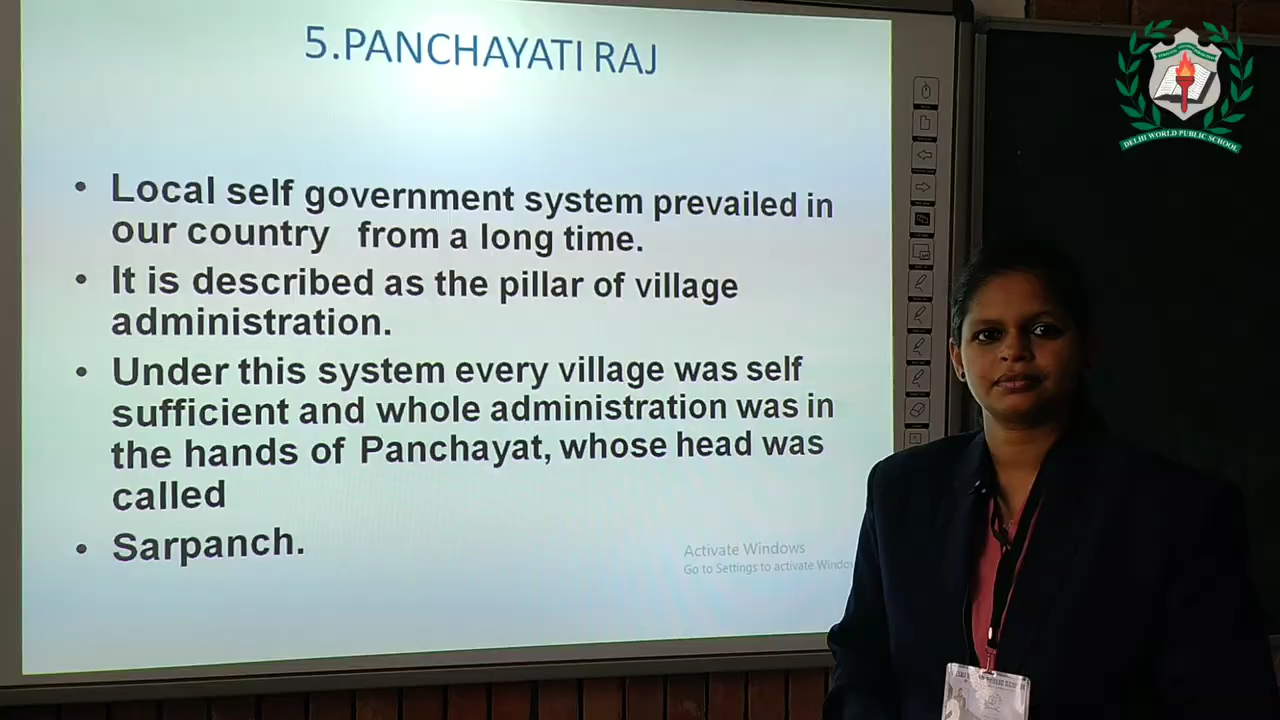 5.PANCHAYATI RAJ
• Local self government system prevailed in
our country from a long time.
• It is described as the pillar of village
administration.
• Under this system every village was self
sufficient and whole administration was in
the hands of Panchayat, whose head was
called
• Sarpanch.
Activate Windows
Go to Settings to activate
DELHI WORLD PUBLIC SCHOOL